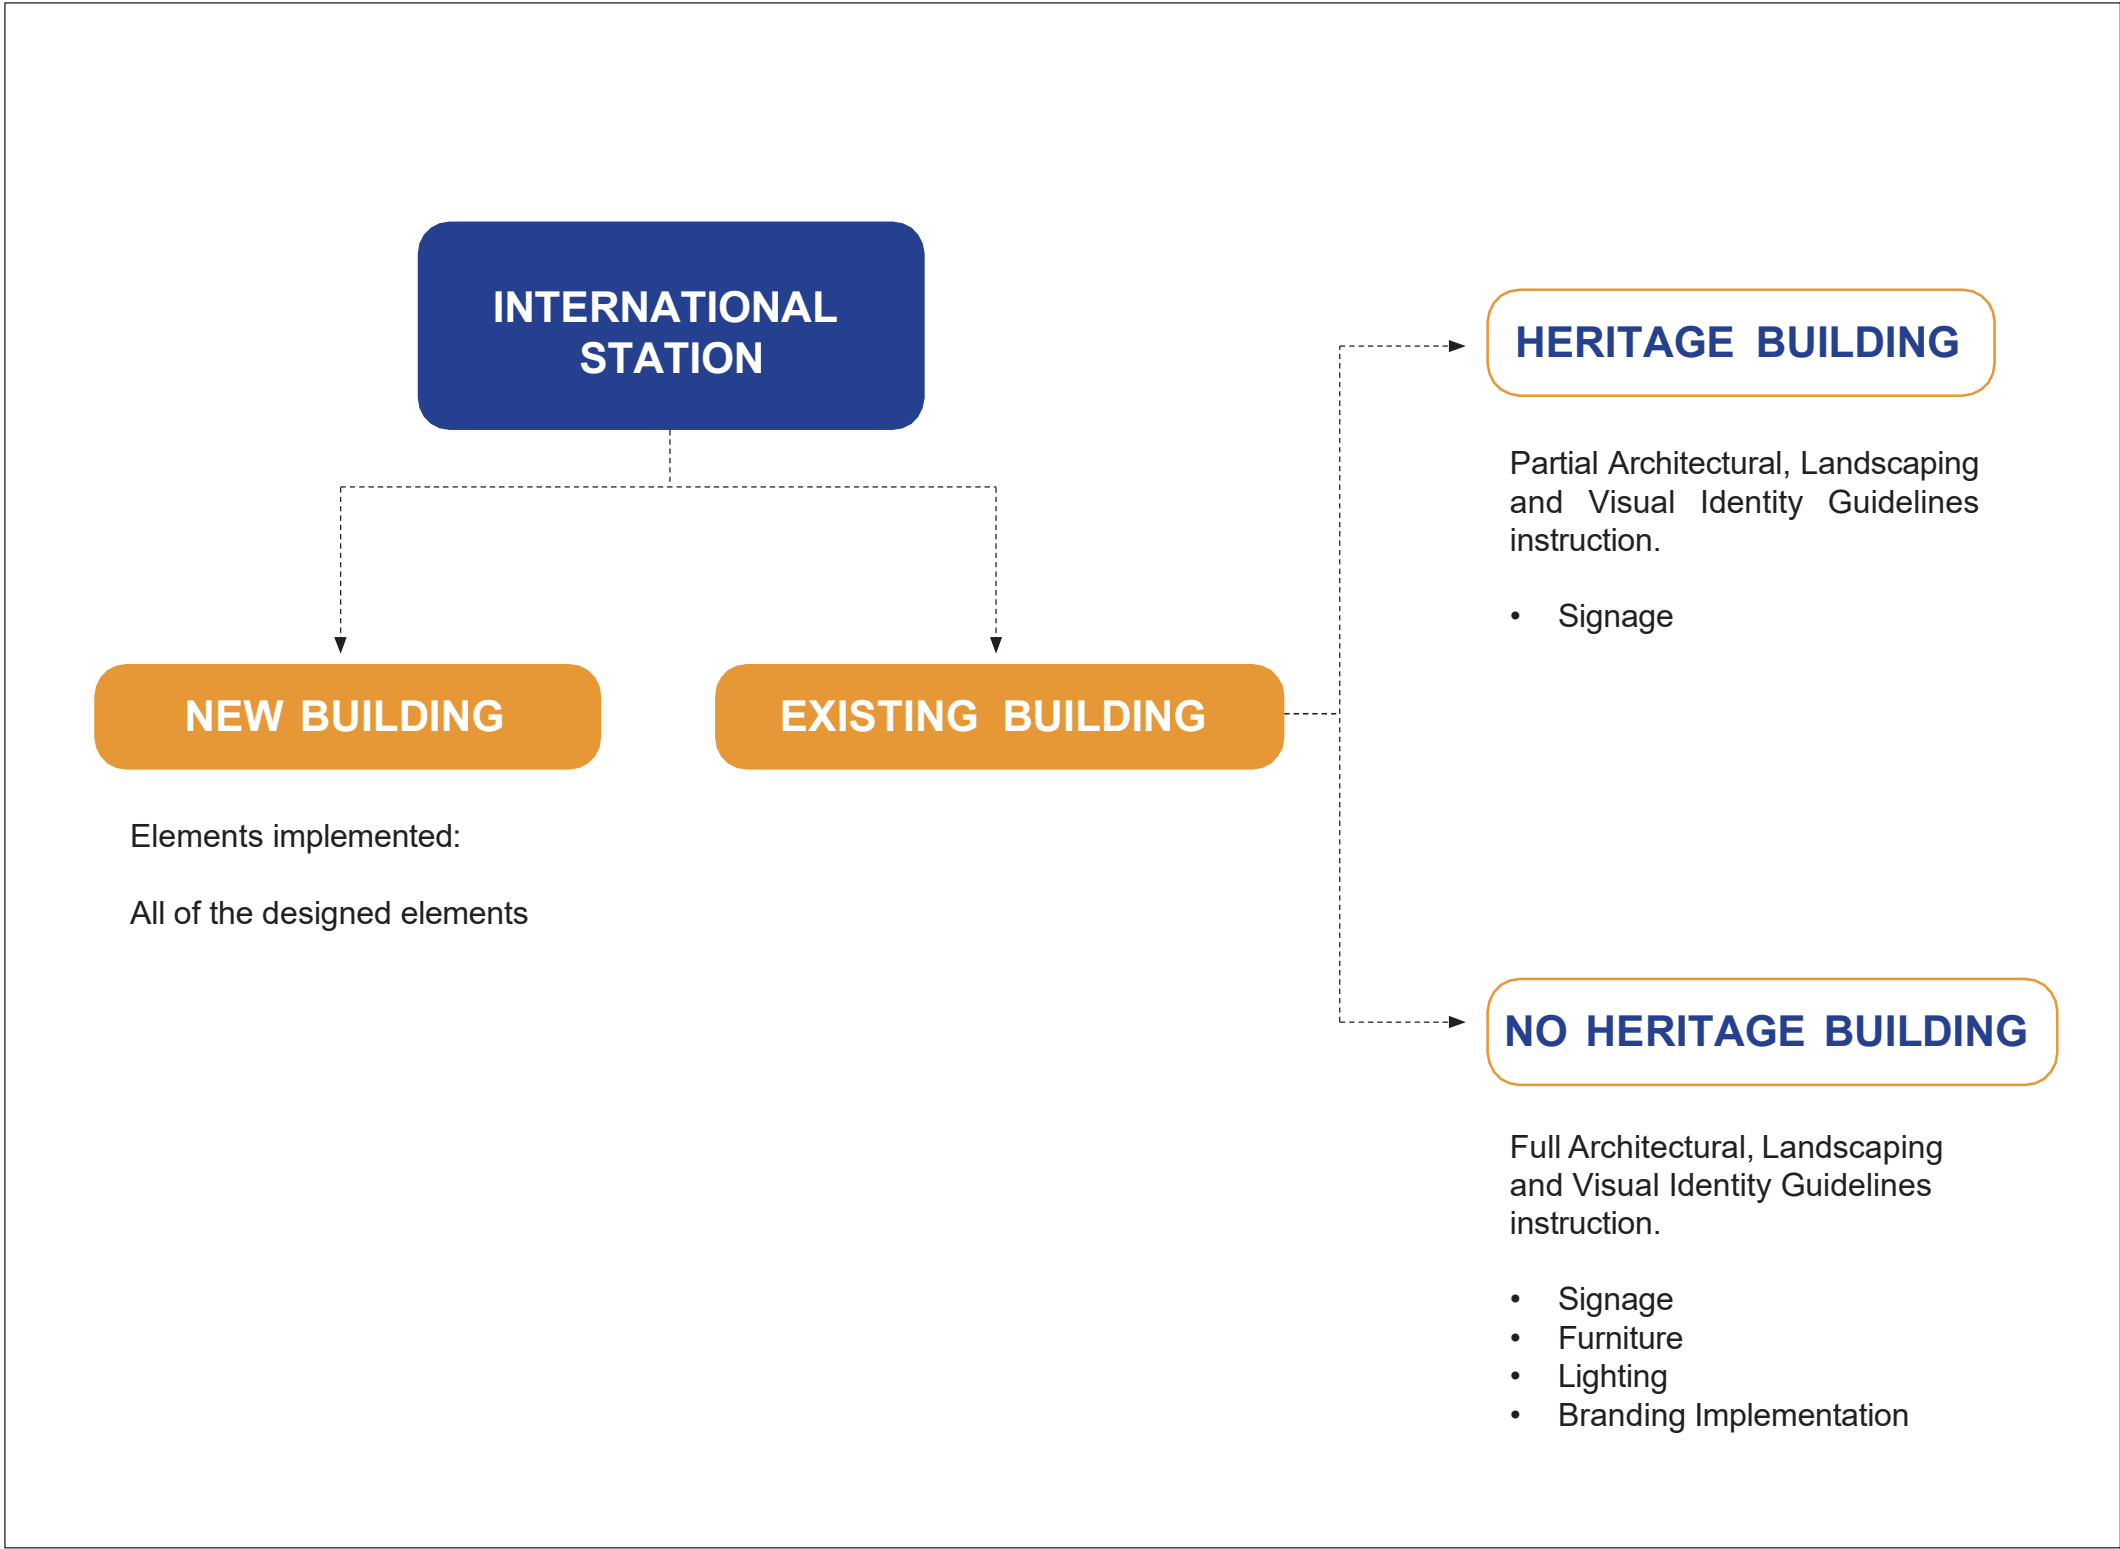 INTERNATIONAL
STATION
NEW BUILDING
Elements implemented:
All of the designed elements
EXISTING BUILDING
HERITAGE BUILDING
Partial Architectural, Landscaping
and Visual Identity Guidelines
instruction.
• Signage
NO HERITAGE BUILDING
Full Architectural, Landscaping
and Visual Identity Guidelines
instruction.
• Signage
• Furniture
• Lighting
• Branding Implementation